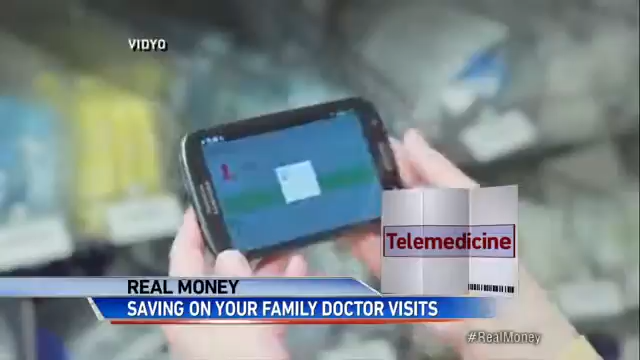 VIDYO
Telemedicine
REAL MONEY
SAVING ON YOUR FAMILY DOCTOR VISITS
#RealMoney